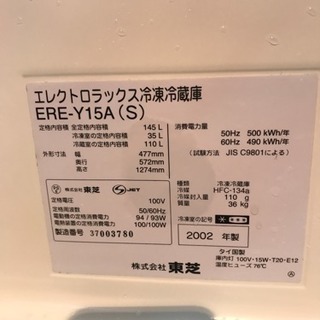 エレクトロラックス冷凍冷蔵庫
ERE-Y15A(S)
定格内容積 全定格内容積 145 L
冷凍室の定格内容積 35 L
冷蔵室の定格内容積 110 L
外形寸法 幅 477mm
奥行 572mm
高さ 1274mm
消費電力量
50Hz 500 kWh/年
60Hz 490 kWh/年
(試験方法 JIS C9801による)
株式会社 東芝 JET
定格電圧 100V
定格周波数 50/60Hz
電動機の定格消費電力 94/93W
電熱装置の定格消費電力 100/100W
製造番号 37003780
種類 冷凍冷蔵庫
冷媒 HFC-134a
冷媒封入量 110 g
質量 36 kg
冷凍室の記号
2002 年製
タイ国製
庫内灯 100V・15W・T20・E12
温度ヒューズ 76℃
株式会社 東芝